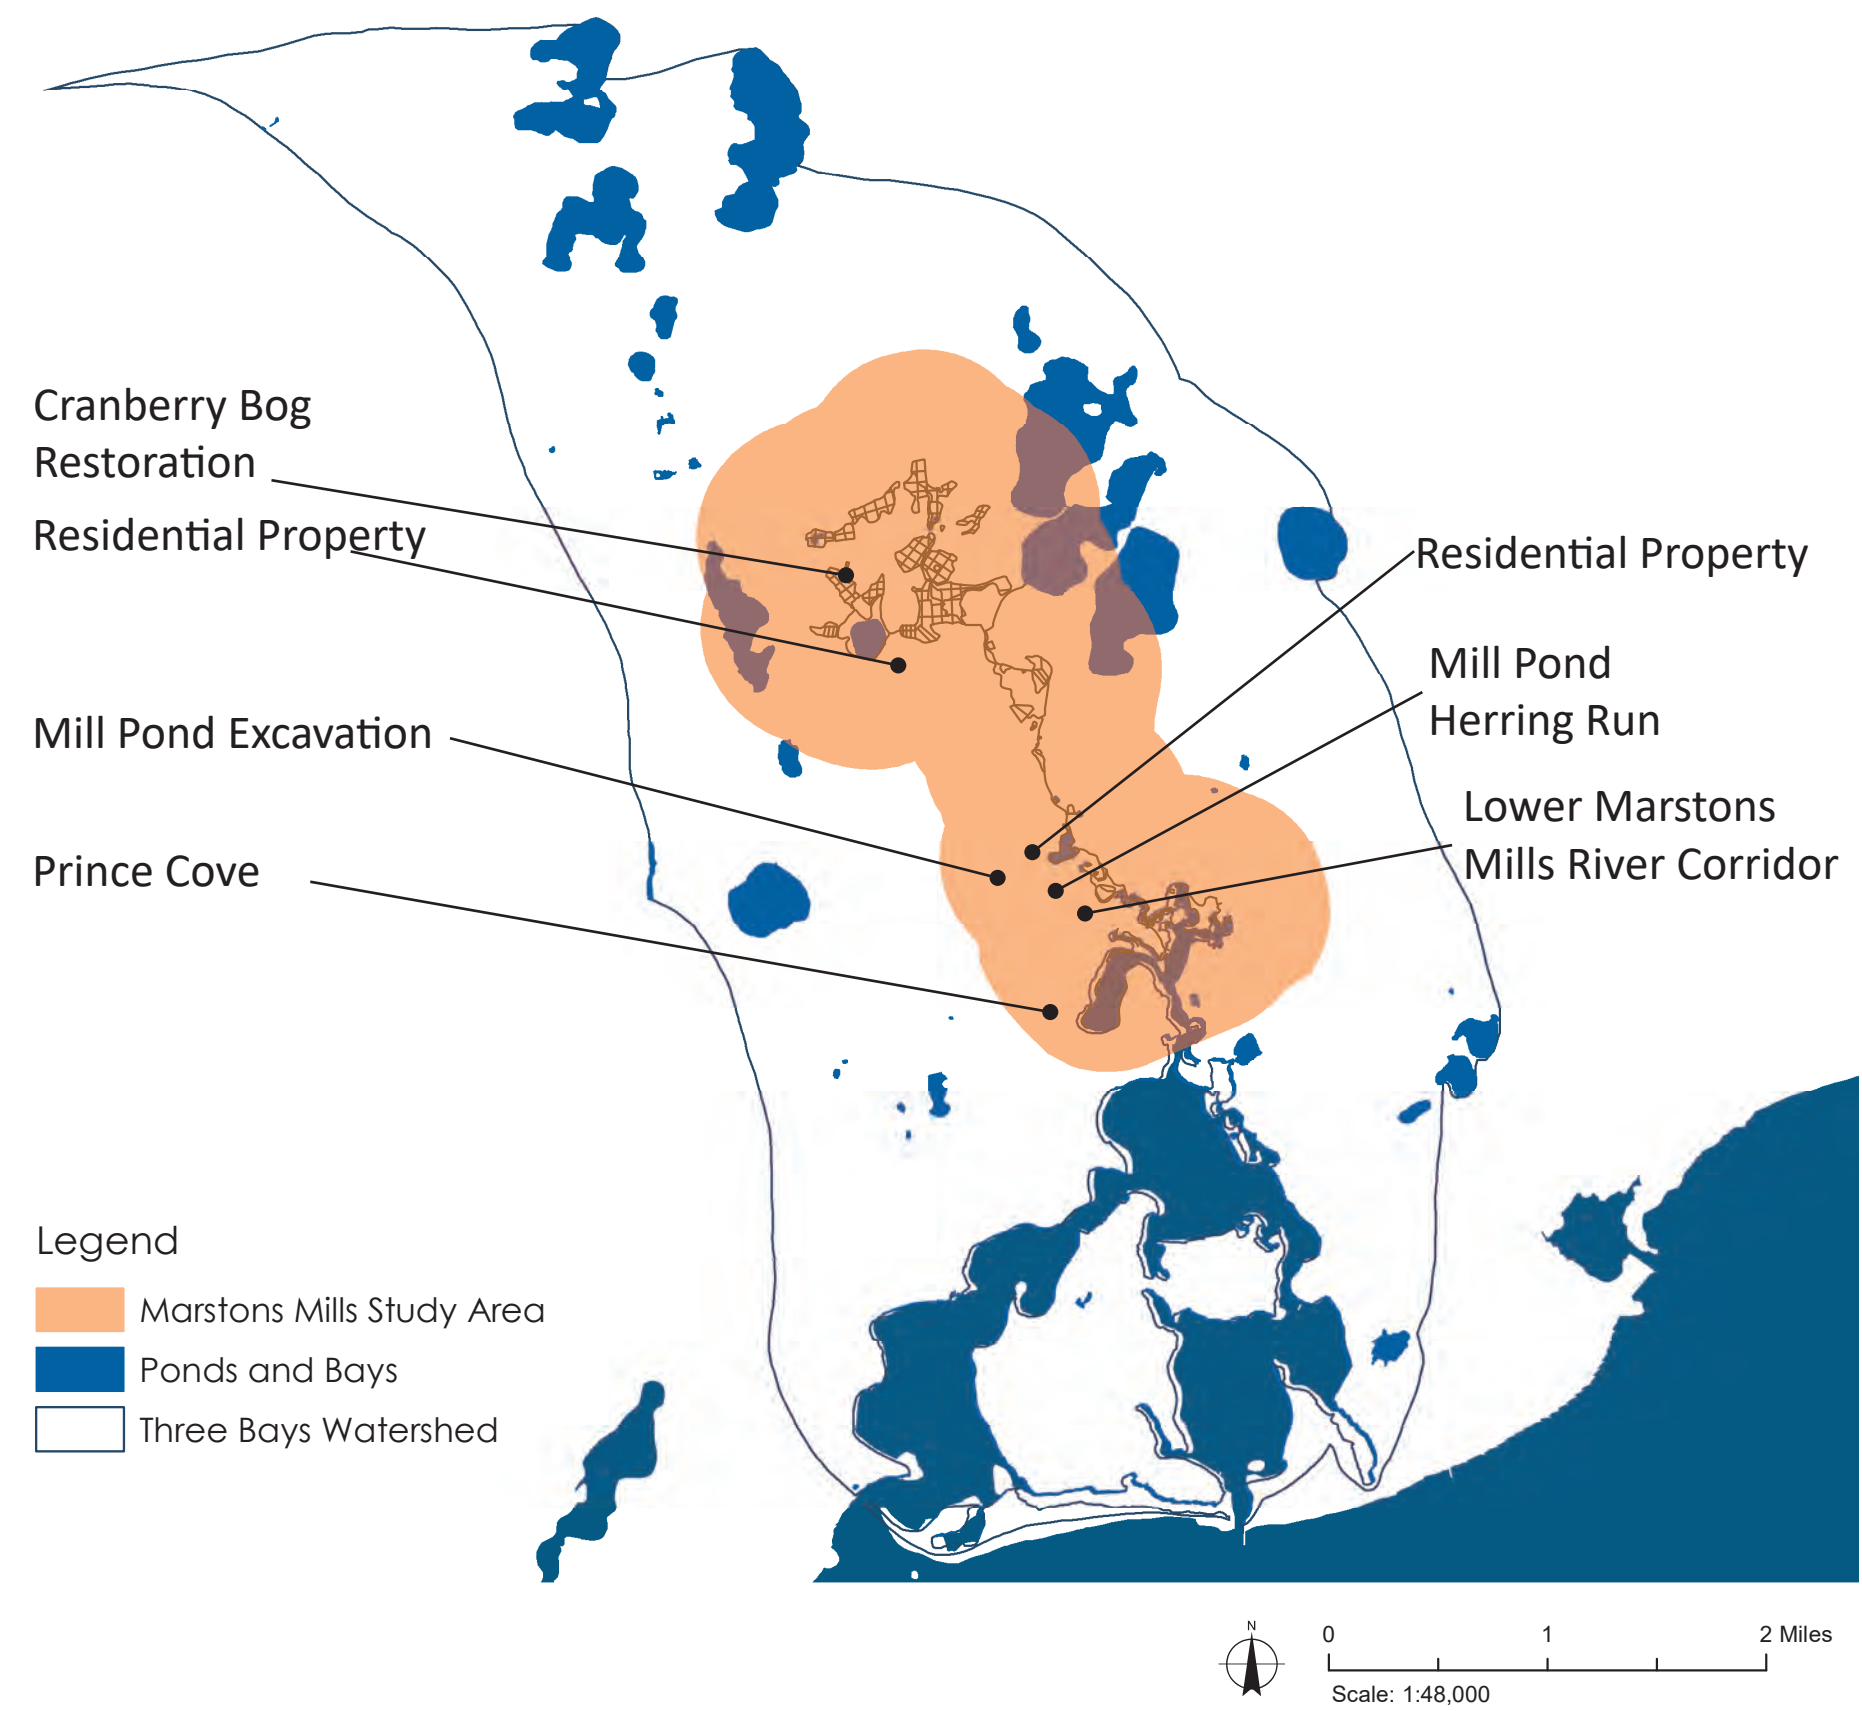 Cranberry Bog
Restoration
Residential Property
Mill Pond Excavation
Prince Cove
Residential Property
Mill Pond
Herring Run
Lower Marstons
Mills River Corridor
Legend
Marstons Mills Study Area
Ponds and Bays
Three Bays Watershed
N
0 1 2 Miles
Scale: 1:48,000